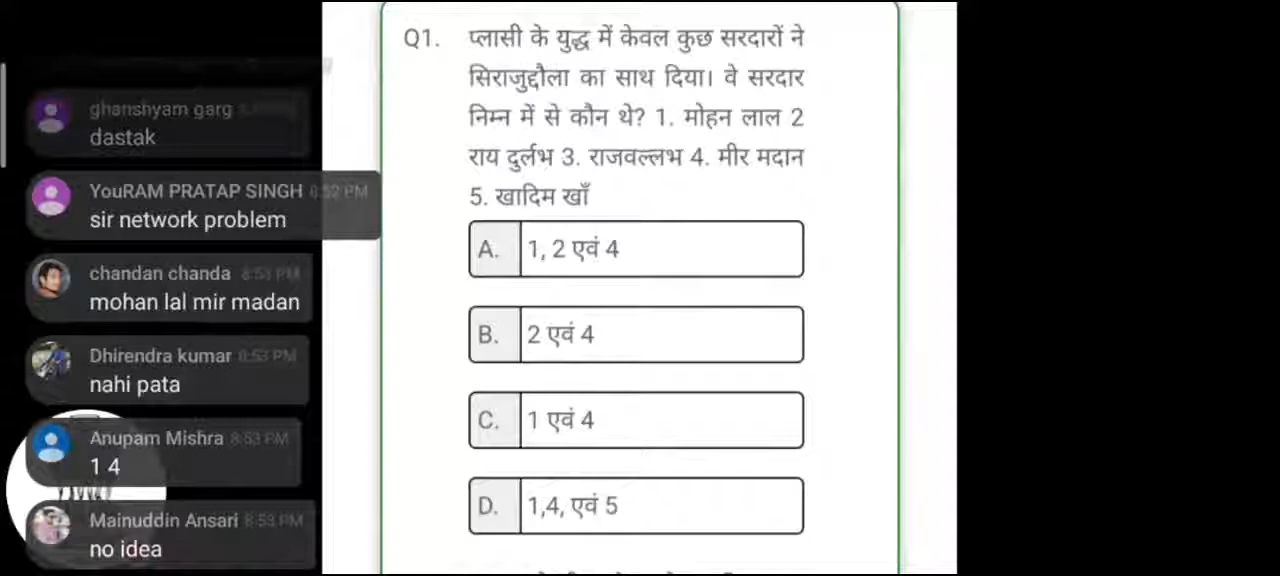 ghanshyam garg
dastak
YouRAM PRATAP SINGH 8:52 PM
sir network problem
chandan chanda 8:53 PM
mohan lal mir madan
Dhirendra kumar 8:53 PM
nahi pata
Anupam Mishra 8:53 PM
1 4
Mainuddin Ansari 8:53 PM
no idea
Q1. प्लासी के युद्ध में केवल कुछ सरदारों ने
सिराजुद्दौला का साथ दिया। वे सरदार
निम्न में से कौन थे? 1. मोहन लाल 2
राय दुर्लभ 3. राजवल्लभ 4. मीर मदान
5. खादिम खाँ
A. 1, 2 एवं 4
B. 2 एवं 4
C. 1 एवं 4
D. 1,4, एवं 5